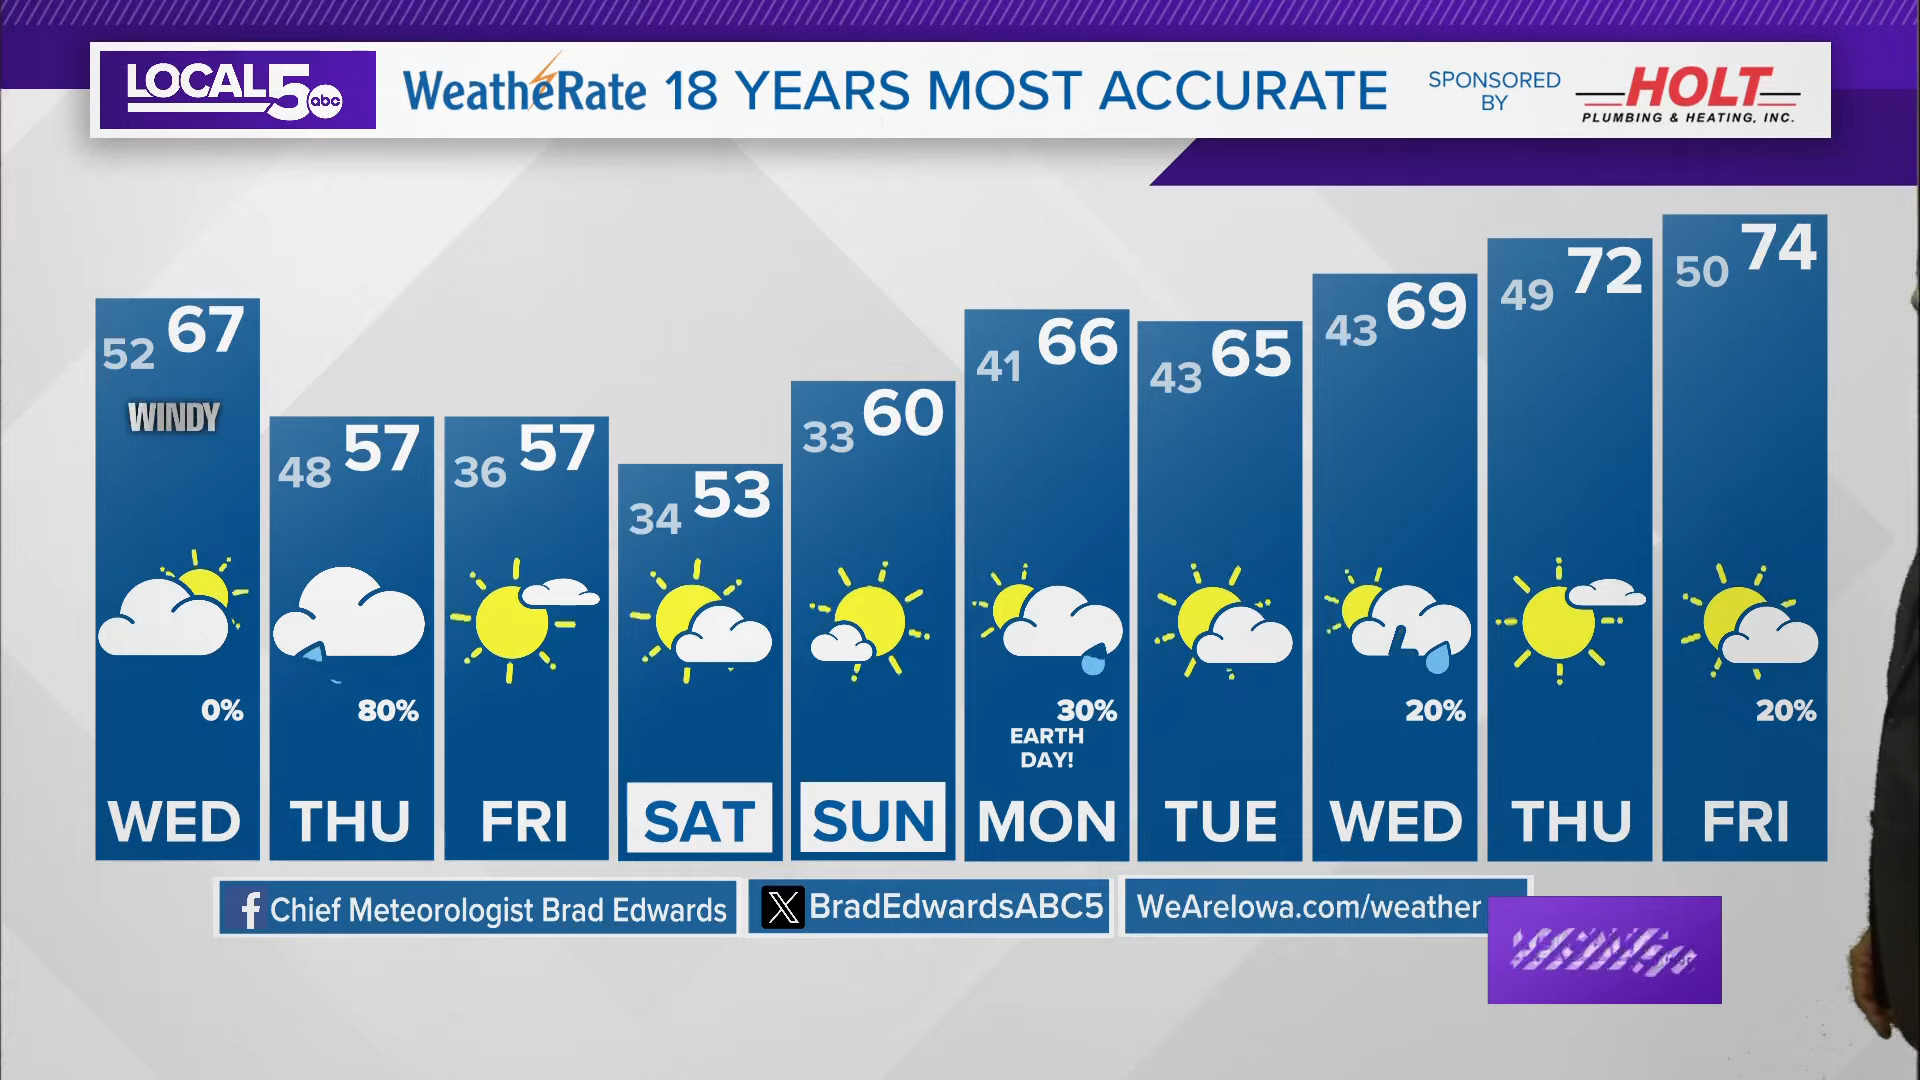 LOCAL 5 abc
WeatheRate 18 YEARS MOST ACCURATE
SPONSORED
BY
HOLT
PLUMBING & HEATING, INC.
52 67
WINDY
0%
WED
48 57
80%
THU
36 57
FRI
34 53
SAT
33 60
SUN
41 66
30%
EARTH
DAY!
MON
43 65
TUE
43 69
20%
WED
49 72
THU
50 74
20%
FRI
f Chief Meteorologist Brad Edwards
X BradEdwardsABC5
WeAreIowa.com/weather